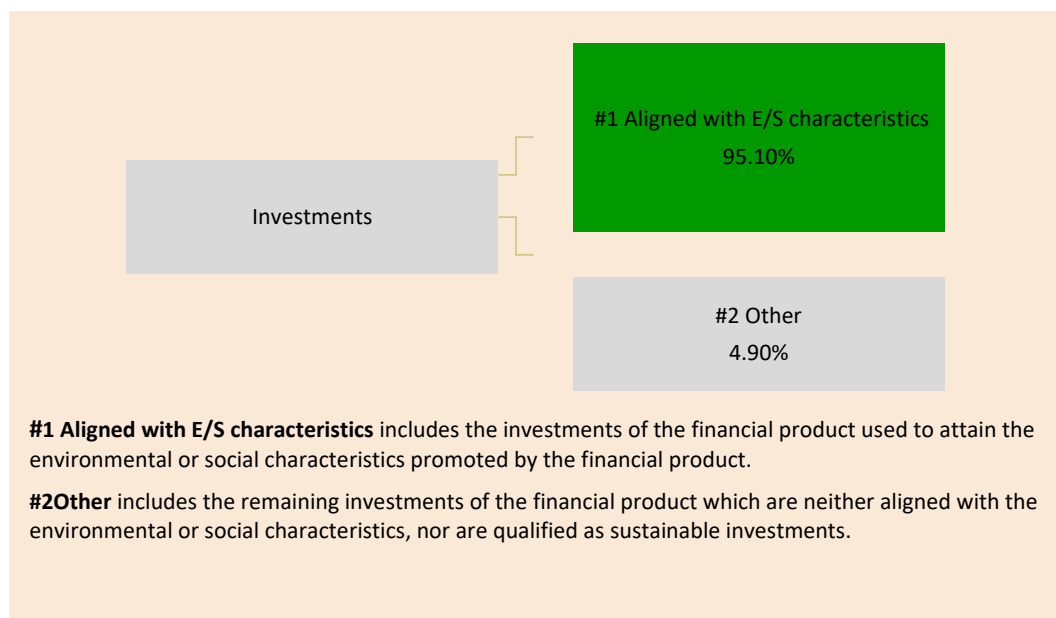 #1 Aligned with E/S characteristics
95.10%
Investments
#2 Other
4.90%
#1 Aligned with E/S characteristics includes the investments of the financial product used to attain the
environmental or social characteristics promoted by the financial product.
#2Other includes the remaining investments of the financial product which are neither aligned with the
environmental or social characteristics, nor are qualified as sustainable investments.